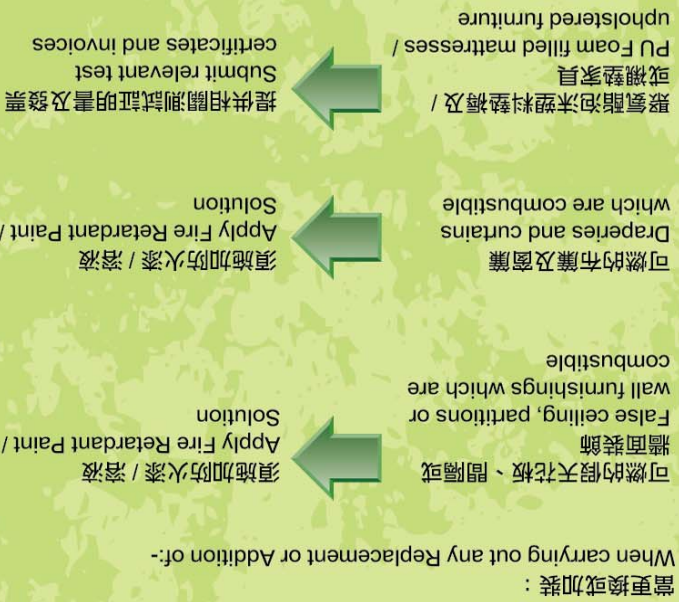 當更換或加裝：
When carrying out any Replacement or Addition of:-
可燃的假天花板、間隔或
牆面裝飾
False ceiling, partitions or
wall furnishings which are
combustible
須施加防火漆 / 溶液
Apply Fire Retardant Paint /
Solution
可燃的布簾及窗簾
Draperies and curtains
which are combustible
須施加防火漆 / 溶液
Apply Fire Retardant Paint /
Solution
聚氨酯泡沫塑料墊褥及 /
或襯墊家具
PU Foam filled mattresses /
upholstered furniture
提供相關測試証明書及發票
Submit relevant test
certificates and invoices